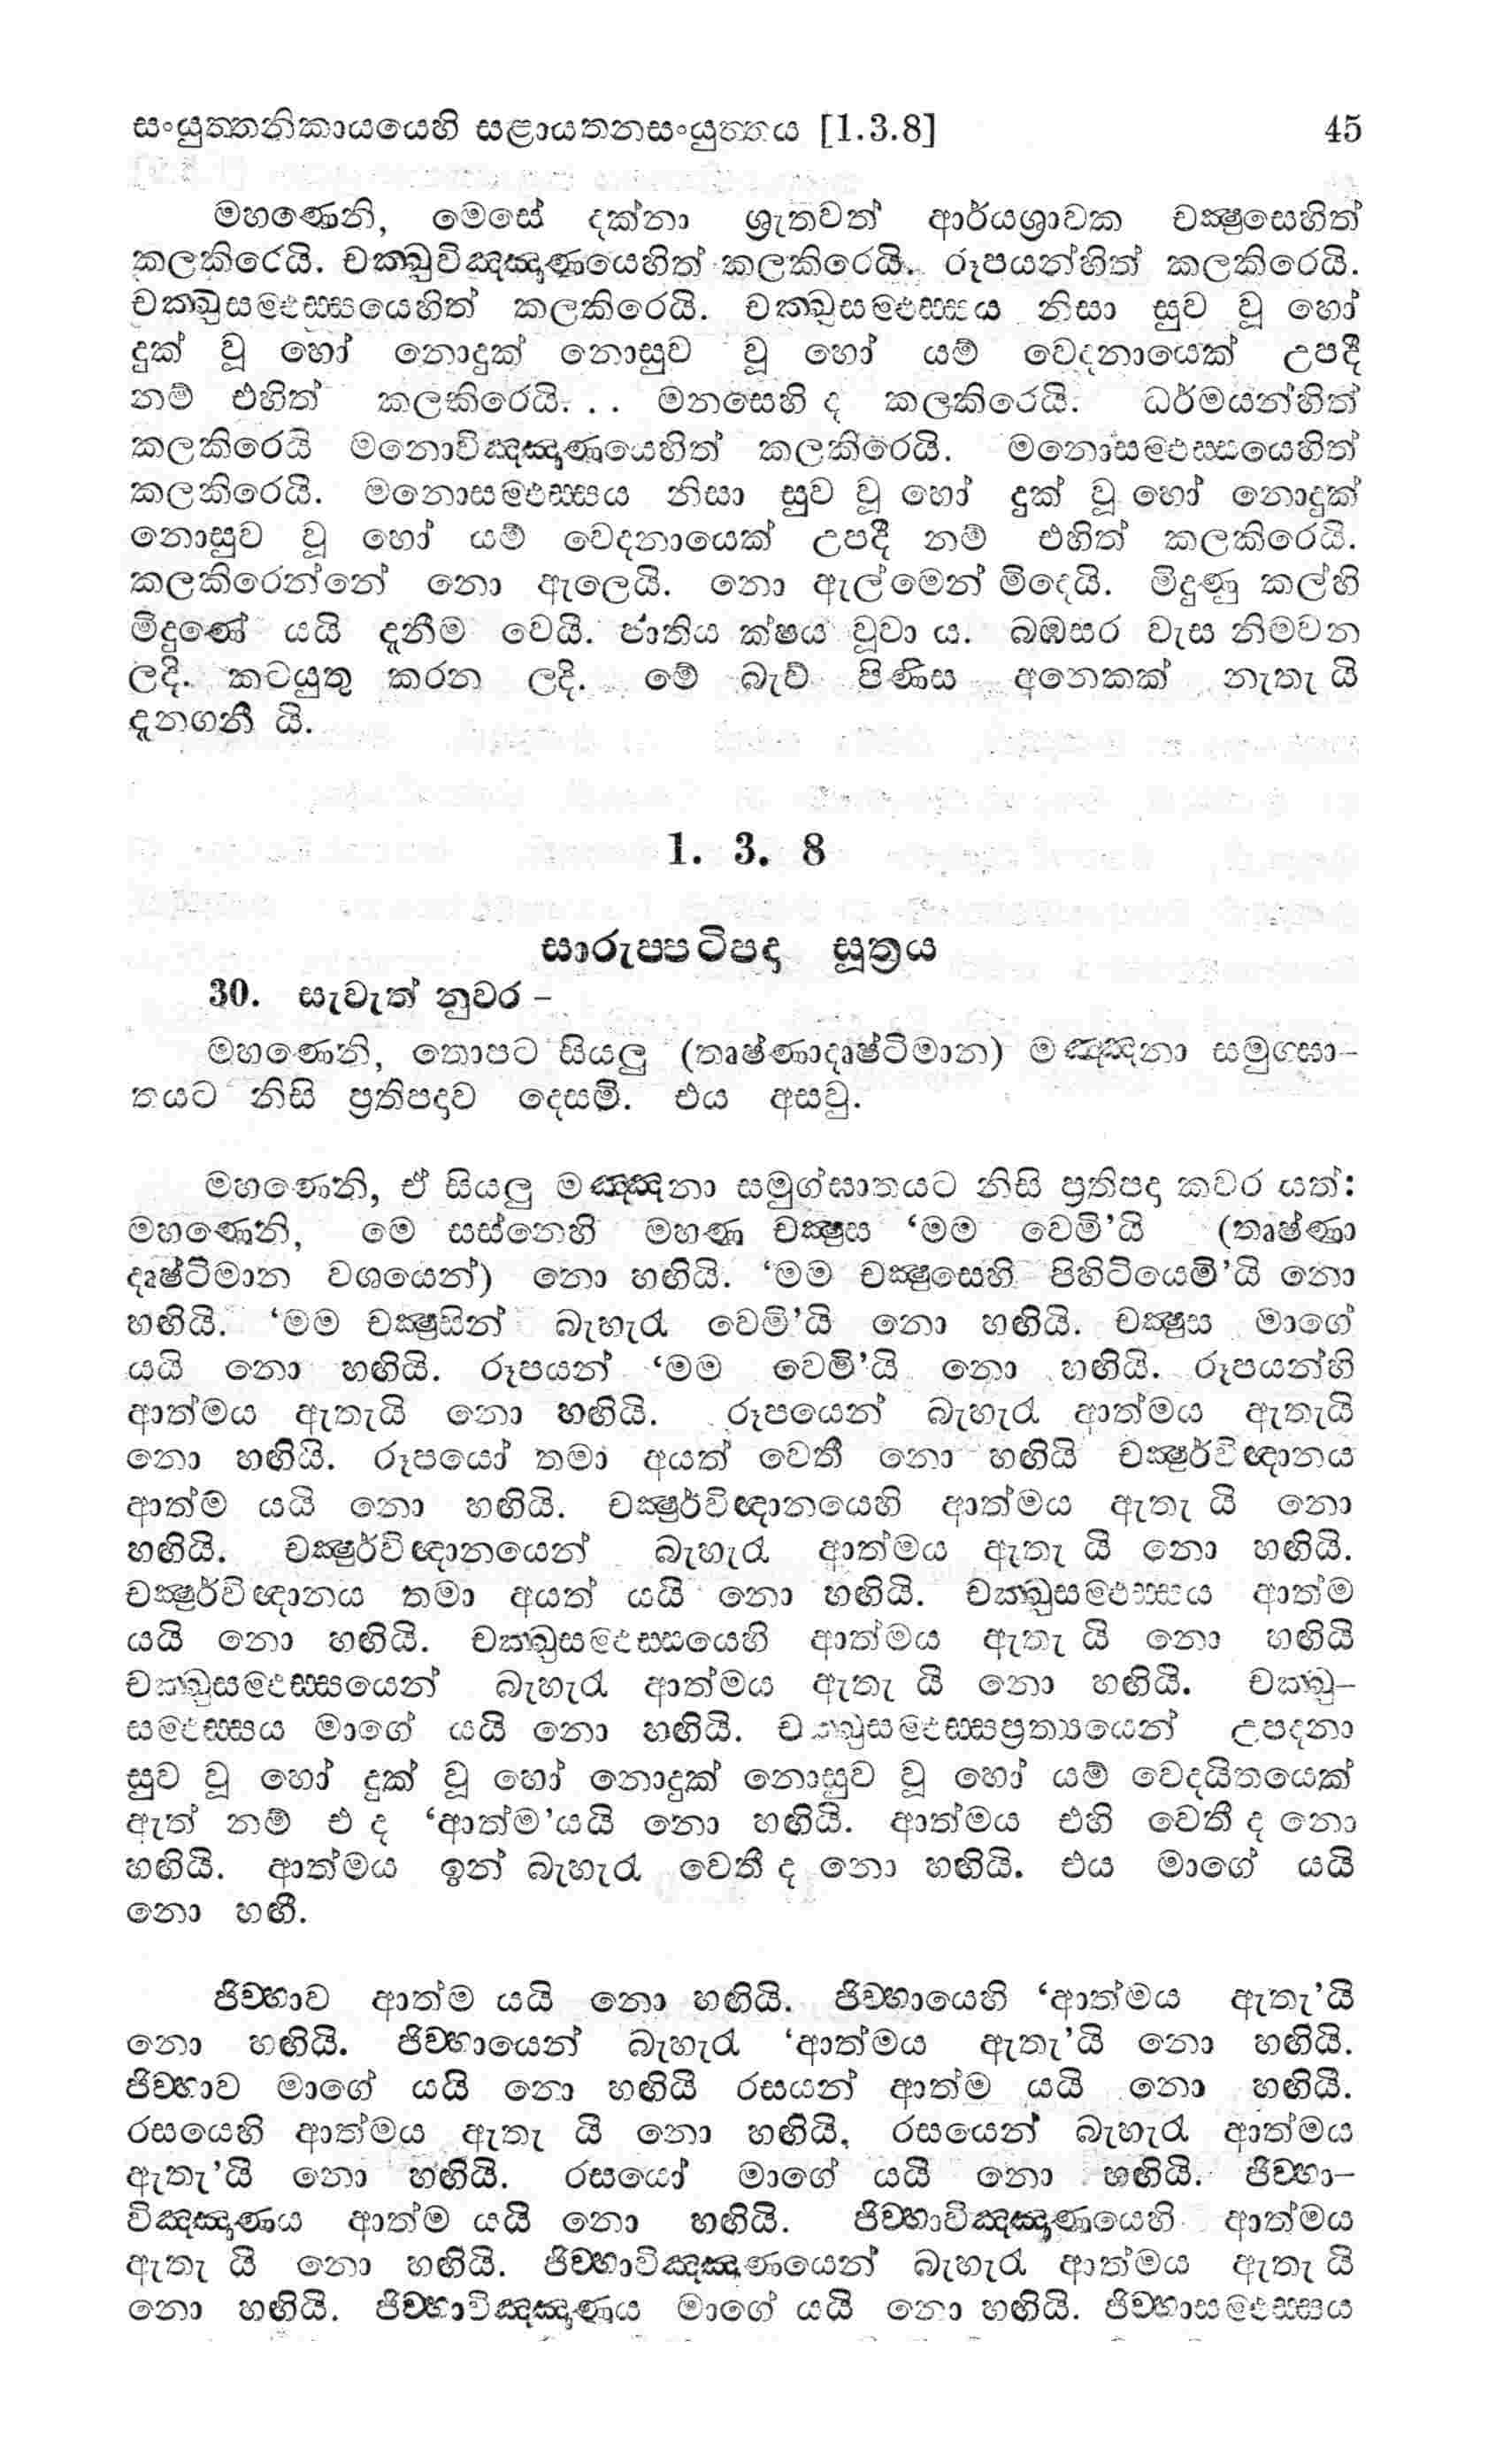 සංයුත්තනිකායයෙහි සළායතනසංයුත්තය [1.3.8] 45
මහණෙනි, මෙසේ දක්නා ශ්‍රුතවත් ආර්යශ්‍රාවක චක්‍ෂුසෙහිත්
කලකිරෙයි. චක්ඛුවිඤ්ඤාණයෙහිත් කලකිරෙයි. රූපයන්හිත් කලකිරෙයි.
චක්ඛුසම්ඵස්සයෙහිත් කලකිරෙයි. චක්ඛුසම්ඵස්සය නිසා සුව වූ හෝ
දුක් වූ හෝ නොදුක් නොසුව වූ හෝ යම් වෙදනායෙක් උපදී
නම් එහිත් කලකිරෙයි. . . මනසෙහි ද කලකිරෙයි. ධර්මයන්හිත්
කලකිරෙයි මනොවිඤ්ඤාණයෙහිත් කලකිරෙයි. මනොසම්ඵස්සයෙහිත්
කලකිරෙයි. මනොසම්ඵස්සය නිසා සුව වූ හෝ දුක් වූ හෝ නොදුක්
නොසුව වූ හෝ යම් වෙදනායෙක් උපදී නම් එහිත් කලකිරෙයි.
කලකිරෙන්නේ නො ඇලෙයි. නො ඇල්මෙන් මිදෙයි. මිදුණු කල්හි
මිදුණේ යයි දැනීම වෙයි. ජාතිය ක්ෂය වූවා ය. බඹසර වැස නිමවන
ලදි. කටයුතු කරන ලදි. මේ බැව් පිණිස අනෙකක් නැතැ යි
දැනගනී යි.
1. 3. 8
සාරුප්පපටිපදා සූත්‍රය
30. සැවැත් නුවර –
මහණෙනි, තොපට සියලු (තෘෂ්ණාදෘෂ්ටිමාන) මඤ්ඤනා සමුග්ඝා-
තයට නිසි ප්‍රතිපදාව දෙසමි. එය අසවු.
මහණෙනි, ඒ සියලු මඤ්ඤනා සමුග්ඝාතයට නිසි ප්‍රතිපදා කවර යත්:
මහණෙනි, මෙ සස්නෙහි මහණ චක්‍ෂුස ‘මම වෙමි’යි (තෘෂ්ණා
දෘෂ්ටිමාන වශයෙන්) නො හඟියි. ‘මම චක්‍ෂුසෙහි පිහිටියෙමි’යි නො
හඟියි. ‘මම චක්‍ෂුසින් බැහැර වෙමි’යි නො හඟියි. චක්‍ෂුස මාගේ
යයි නො හඟියි. රූපයන් ‘මම වෙමි’යි නො හඟියි. රූපයන්හි
ආත්මය ඇතැයි නො හඟියි. රූපයෙන් බැහැර ආත්මය ඇතැයි
නො හඟියි. රූපයෝ තමා අයත් වෙතී නො හඟියි චක්‍ෂුර්විඥානය
ආත්ම යයි නො හඟියි. චක්‍ෂුර්විඥානයෙහි ආත්මය ඇතැ යි නො
හඟියි. චක්‍ෂුර්විඥානයෙන් බැහැර ආත්මය ඇතැ යි නො හඟියි.
චක්‍ෂුර්විඥානය තමා අයත් යයි නො හඟියි. චක්ඛුසම්ඵස්සය ආත්ම
යයි නො හඟියි. චක්ඛුසම්ඵස්සයෙහි ආත්මය ඇතැ යි නො හඟියි
චක්ඛුසම්ඵස්සයෙන් බැහැර ආත්මය ඇතැ යි නො හඟියි. චක්ඛු-
සම්ඵස්සය මාගේ යයි නො හඟියි. චක්ඛුසම්ඵස්සප්‍රත්‍යයෙන් උපදනා
සුව වූ හෝ දුක් වූ හෝ නොදුක් නොසුව වූ හෝ යම් වෙදයිතයෙක්
ඇත් නම් එ ද ‘ආත්ම’යයි නො හඟියි. ආත්මය එහි වෙතී ද නො
හඟියි. ආත්මය ඉන් බැහැර වෙතී ද නො හඟියි. එය මාගේ යයි
නො හඟී.
ජිව්හාව ආත්ම යයි නො හඟියි. ජිව්හායෙහි ‘ආත්මය ඇතැ’යි
නො හඟියි. ජිව්හායෙන් බැහැර ‘ආත්මය ඇතැ’යි නො හඟියි.
ජිව්හාව මාගේ යයි නො හඟියි රසයන් ආත්ම යයි නො හඟියි.
රසයෙහි ආත්මය ඇතැ යි නො හඟියි, රසයෙන් බැහැර ආත්මය
ඇතැ’යි නො හඟියි. රසයෝ මාගේ යයි නො හඟියි. ජිව්හා-
විඤ්ඤාණය ආත්ම යයි නො හඟියි. ජිව්හාවිඤ්ඤාණයෙහි ආත්මය
ඇතැ යි නො හඟියි. ජිව්හාවිඤ්ඤාණයෙන් බැහැර ආත්මය ඇතැ යි
නො හඟියි. ජිව්හාවිඤ්ඤාණය මාගේ යයි නො හඟියි. ජිව්හාසම්ඵස්සය